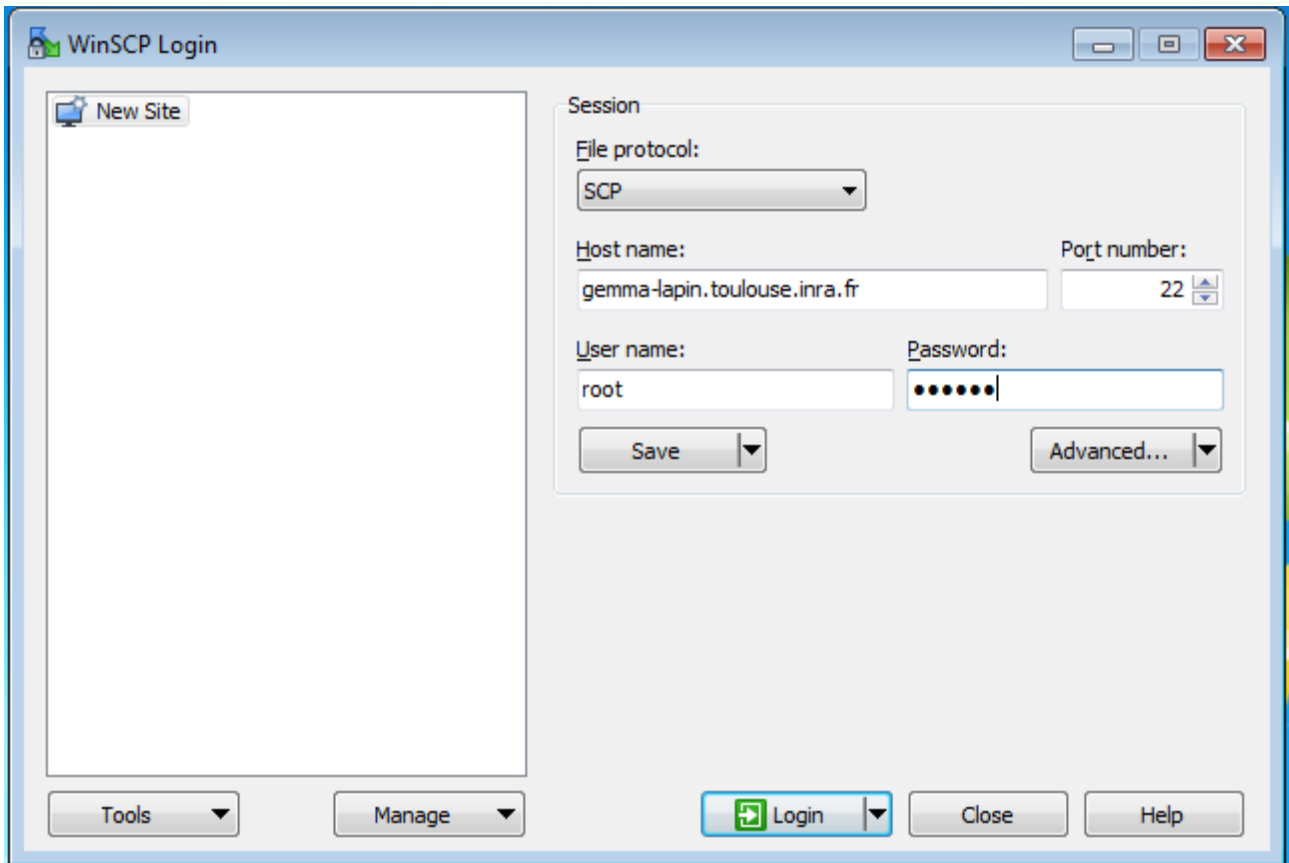 WinSCP Login
New Site
Session
File protocol:
SCP
Host name:
Port number:
gemma-lapin.toulouse.inra.fr
22
User name:
Password:
root
●●●●●●
Save
Advanced...
Tools
Manage
Login
Close
Help